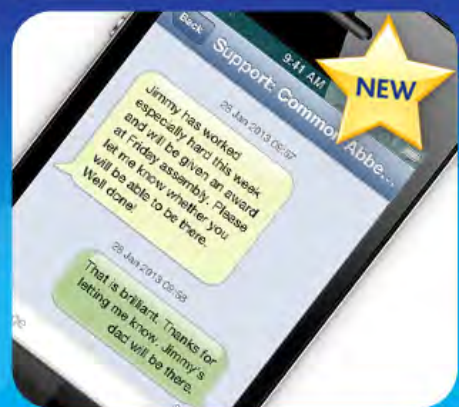 9:41 AM
NEW
Back
Support: Common Abbe...
28 Jan 2013 09:57
Jimmy has worked
especially hard this week
and will be given an award
at Friday assembly. Please
let me know whether you
will be able to be there.
Well done!
28 Jan 2013 09:58
That is brilliant. Thanks for
letting me know. Jimmy's
dad will be there.